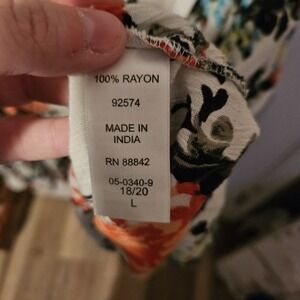 100% RAYON
92574
MADE IN
INDIA
RN 88842
05-0340-9
18/20
L